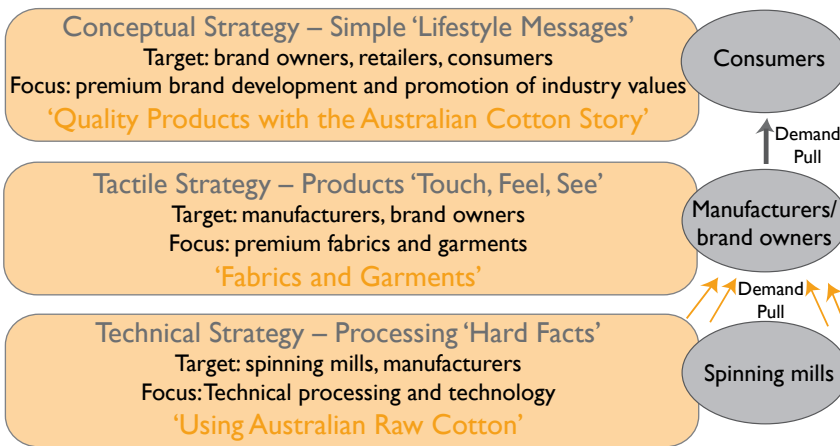 Conceptual Strategy – Simple ‘Lifestyle Messages’
Target: brand owners, retailers, consumers
Focus: premium brand development and promotion of industry values
‘Quality Products with the Australian Cotton Story’
Consumers
Demand
Pull
Tactile Strategy – Products ‘Touch, Feel, See’
Target: manufacturers, brand owners
Focus: premium fabrics and garments
‘Fabrics and Garments’
Manufacturers/
brand owners
Demand
Pull
Technical Strategy – Processing ‘Hard Facts’
Target: spinning mills, manufacturers
Focus: Technical processing and technology
‘Using Australian Raw Cotton’
Spinning mills